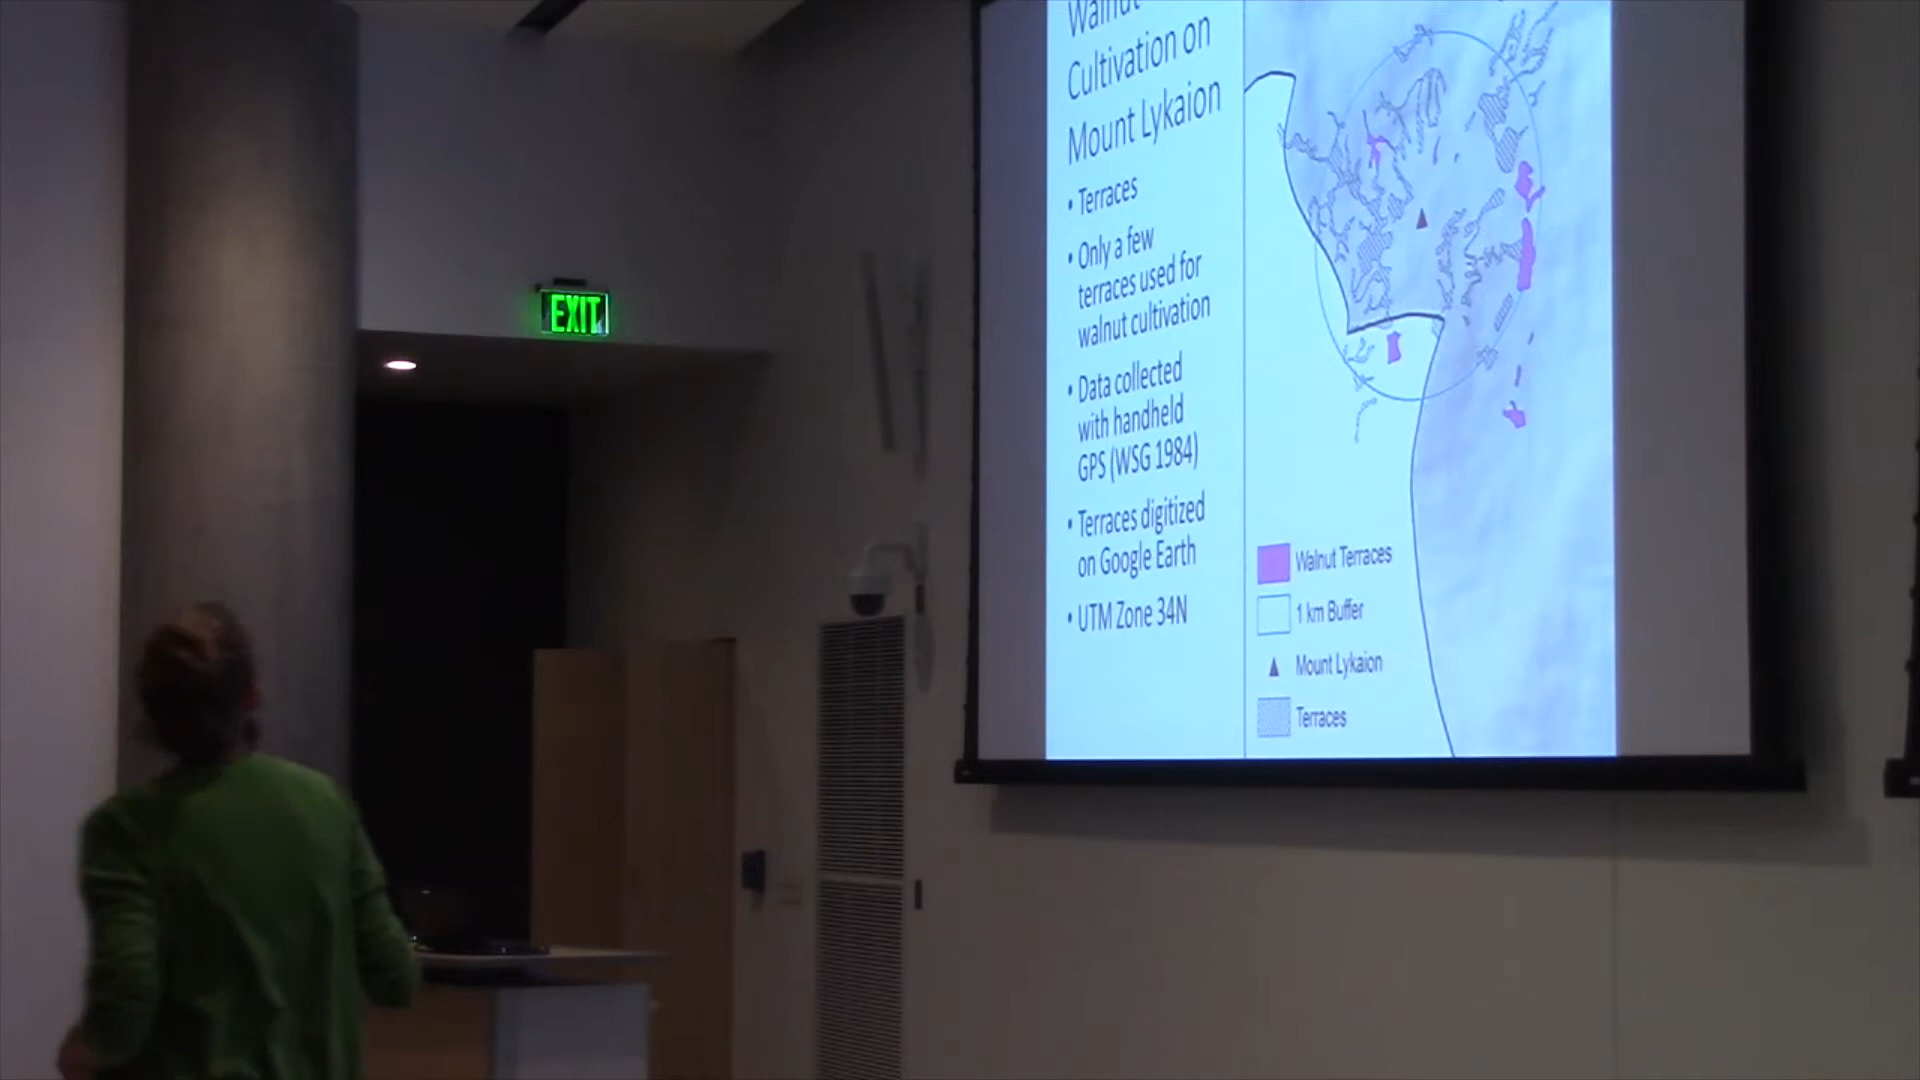 Walnut
Cultivation on
Mount Lykaion
• Terraces
• Only a few
terraces used for
walnut cultivation
• Data collected
with handheld
GPS (WSG 1984)
• Terraces digitized
on Google Earth
• UTM Zone 34N
Walnut Terraces
1 km Buffer
Mount Lykaion
Terraces
EXIT